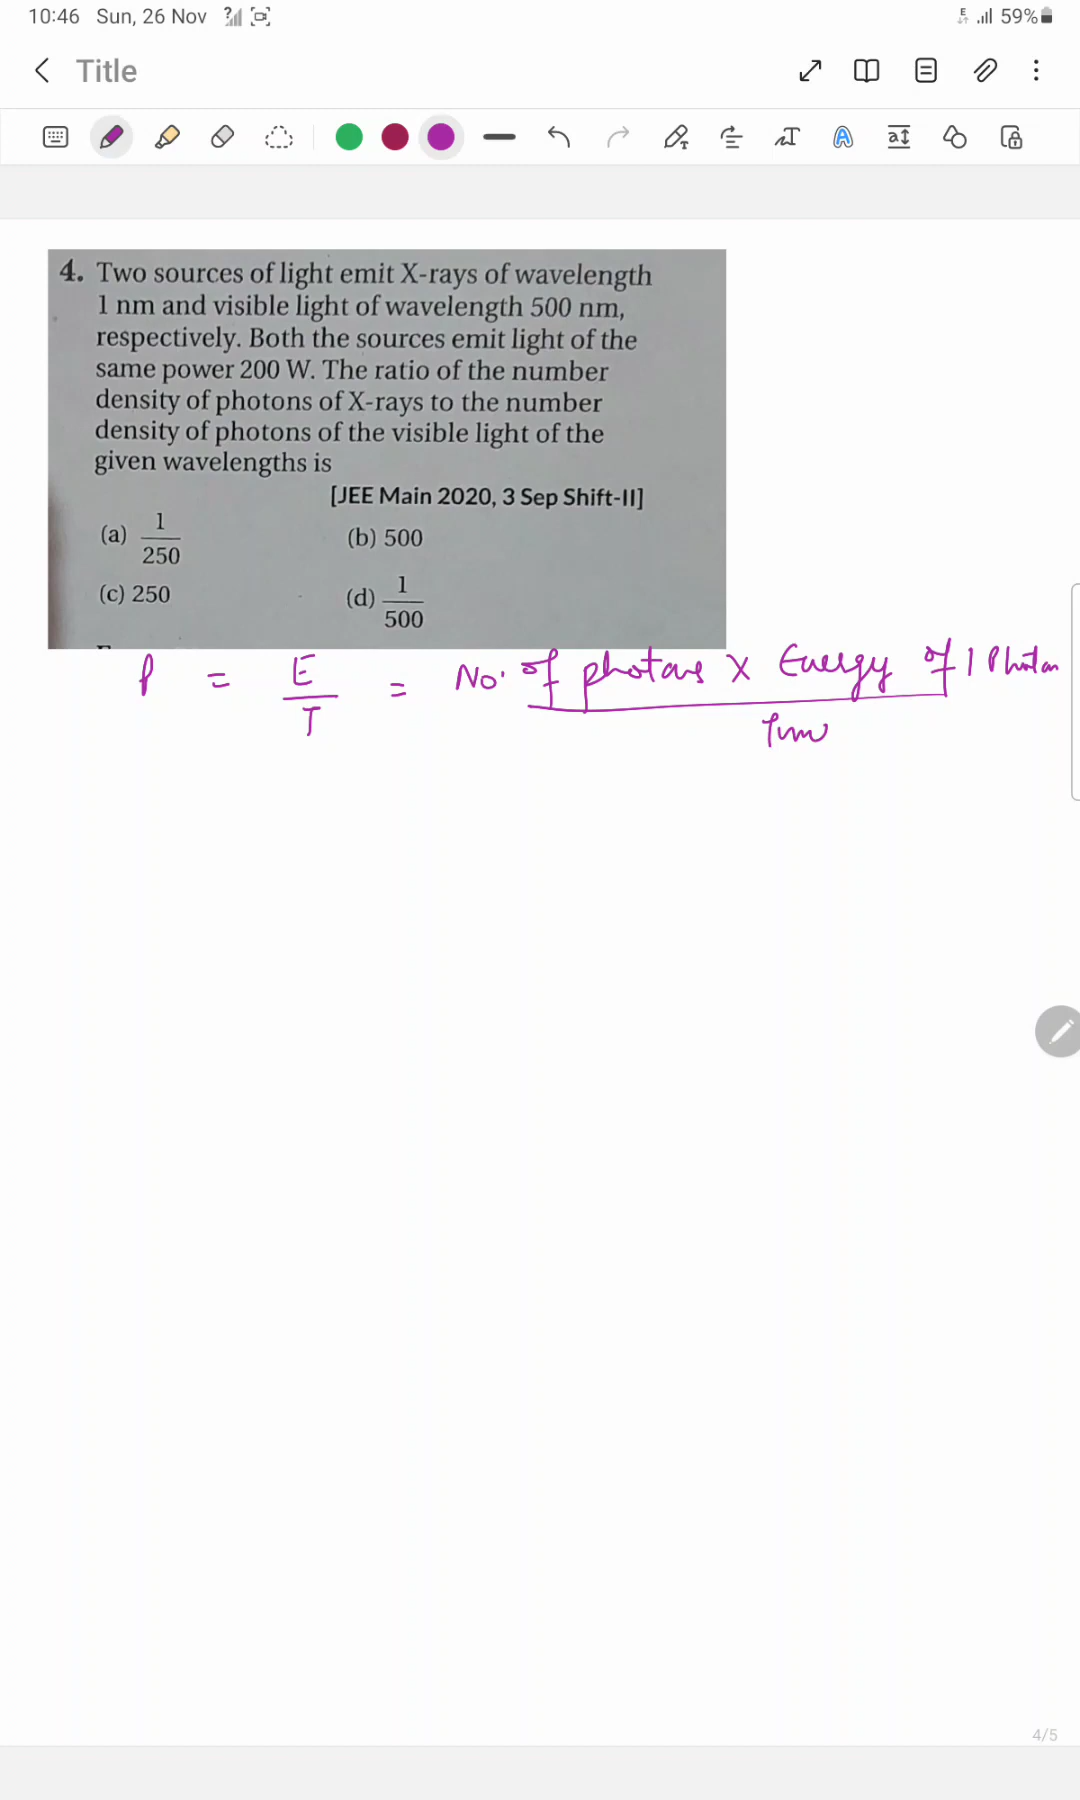 10:46 Sun, 26 Nov
59%
Title
4. Two sources of light emit X-rays of wavelength
1 nm and visible light of wavelength 500 nm,
respectively. Both the sources emit light of the
same power 200 W. The ratio of the number
density of photons of X-rays to the number
density of photons of the visible light of the
given wavelengths is
[JEE Main 2020, 3 Sep Shift-II]
(a) 1/250 (b) 500
(c) 250 (d) 1/500
P = E/T = No. of photons X Energy of 1 Photon
Time
4/5